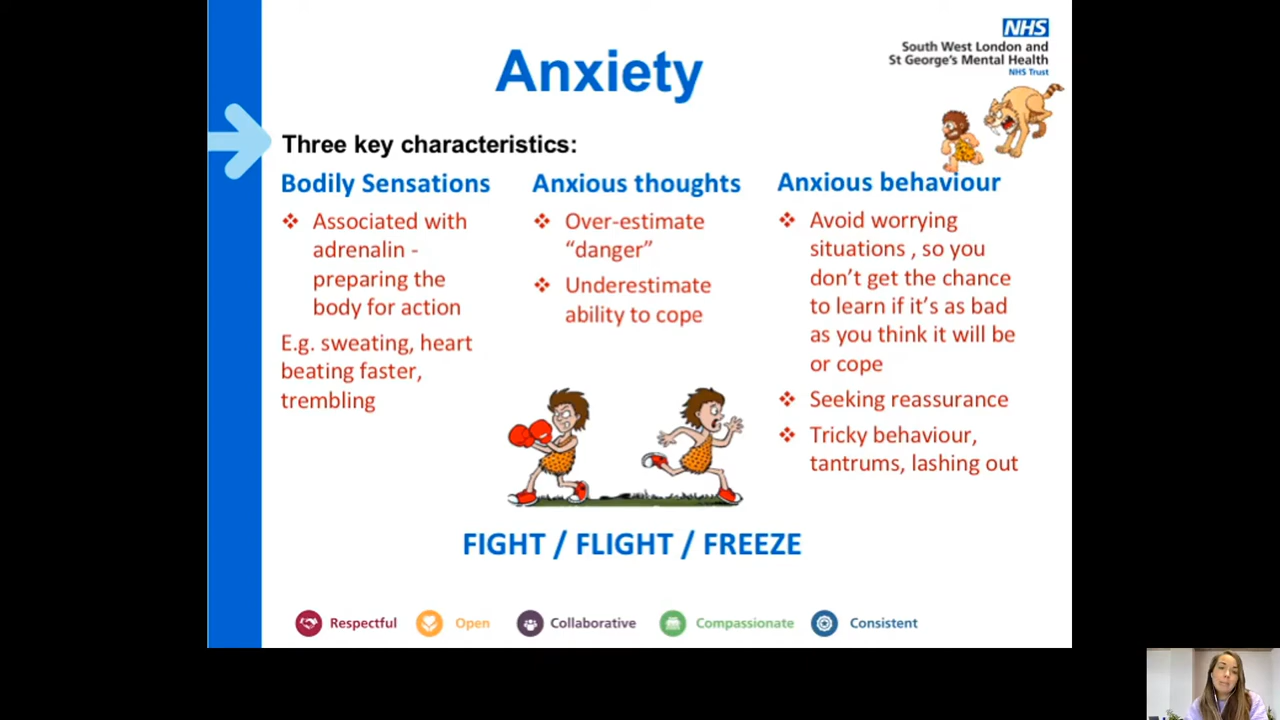 NHS
South West London and
St George's Mental Health
NHS Trust
Anxiety
Three key characteristics:
Bodily Sensations
❖ Associated with
adrenalin -
preparing the
body for action
E.g. sweating, heart
beating faster,
trembling
Anxious thoughts
❖ Over-estimate
“danger”
❖ Underestimate
ability to cope
Anxious behaviour
❖ Avoid worrying
situations , so you
don’t get the chance
to learn if it’s as bad
as you think it will be
or cope
❖ Seeking reassurance
❖ Tricky behaviour,
tantrums, lashing out
FIGHT / FLIGHT / FREEZE
Respectful
Open
Collaborative
Compassionate
Consistent